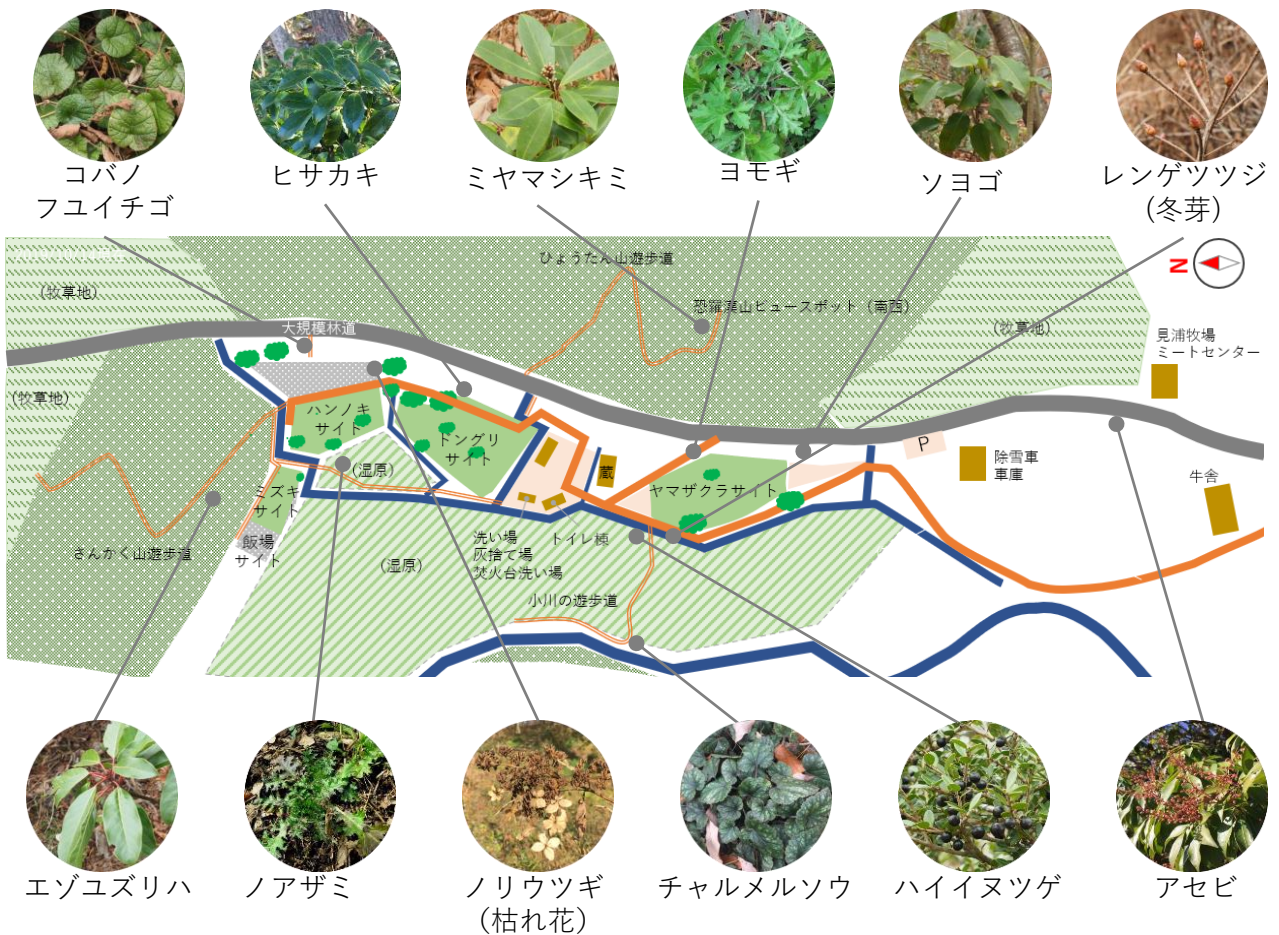 コバノ
フユイチゴ
ヒサカキ
ミヤマシキミ
ヨモギ
ソヨゴ
レンゲツツジ
(冬芽)
N
ひょうたん山遊歩道
(牧草地)
恐羅漢山ビュースポット(南西)
大規模林道
(牧草地)
見浦牧場
ミートセンター
(牧草地)
ハンノキ
サイト
ドングリ
サイト
P
蔵
除雪車
車庫
(湿原)
ヤマザクラサイト
牛舎
ミズキ
サイト
さんかく山遊歩道
飯場
サイト
洗い場
灰捨て場
焚火台洗い場
トイレ棟
(湿原)
小川の遊歩道
エゾユズリハ
ノアザミ
ノリウツギ
(枯れ花)
チャルメルソウ
ハイイヌツゲ
アセビ